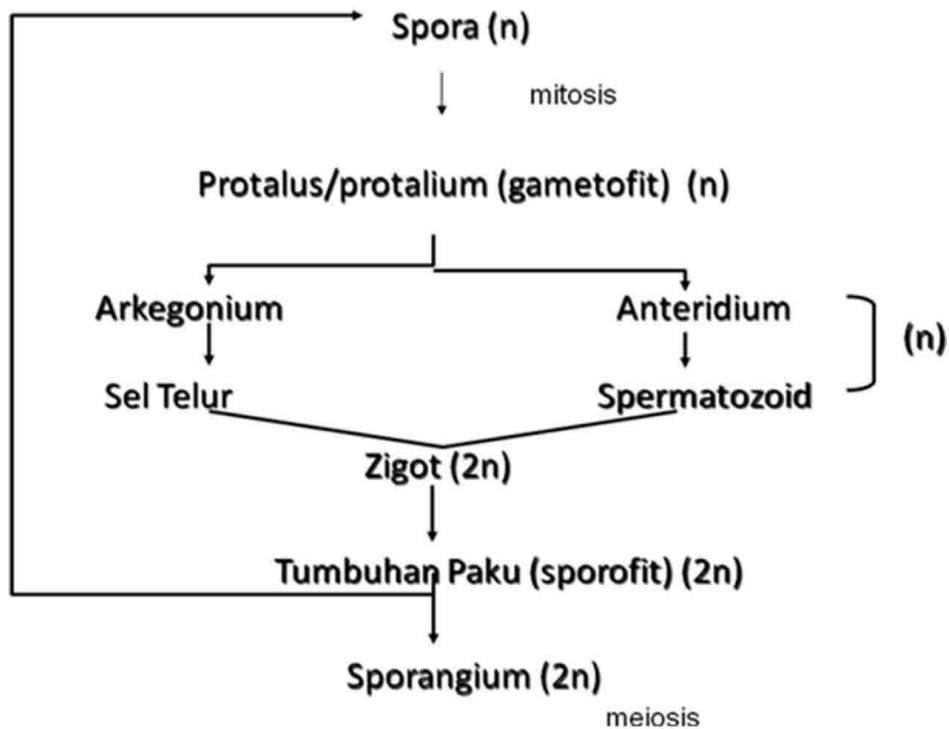 Spora (n)
mitosis
Protalus/protalium (gametofit) (n)
Arkegonium
Anteridium
(n)
Sel Telur
Spermatozoid
Zigot (2n)
Tumbuhan Paku (sporofit) (2n)
Sporangium (2n)
meiosis